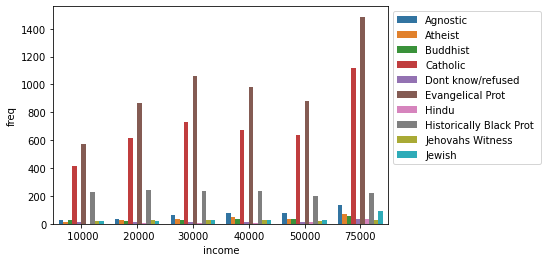 1400
1200
1000
800
600
400
200
0
freq
10000
20000
30000
40000
50000
75000
income
Agnostic
Atheist
Buddhist
Catholic
Dont know/refused
Evangelical Prot
Hindu
Historically Black Prot
Jehovahs Witness
Jewish